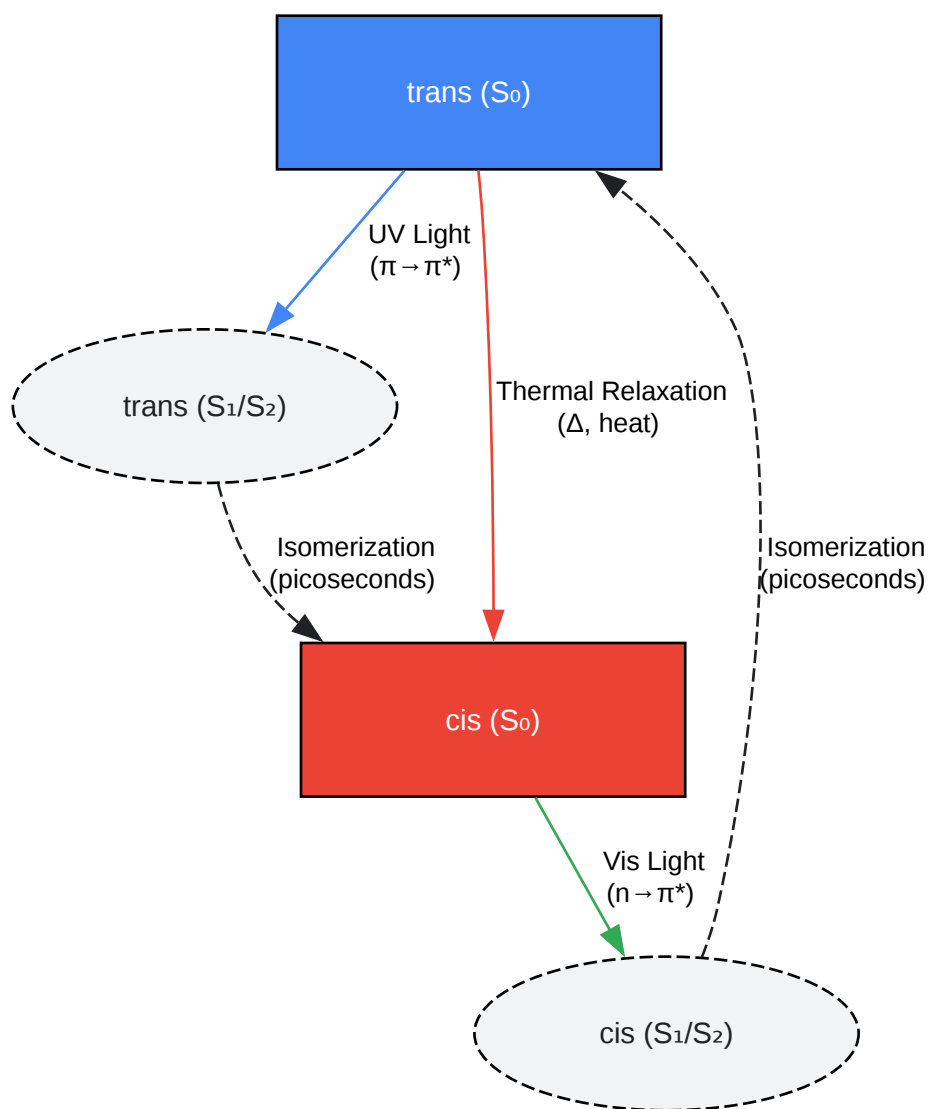 trans (S₀)
UV Light
(π→π*)
trans (S₁/S₂)
Thermal Relaxation
(Δ, heat)
Isomerization
(picoseconds)
Isomerization
(picoseconds)
cis (S₀)
Vis Light
(n→π*)
cis (S₁/S₂)